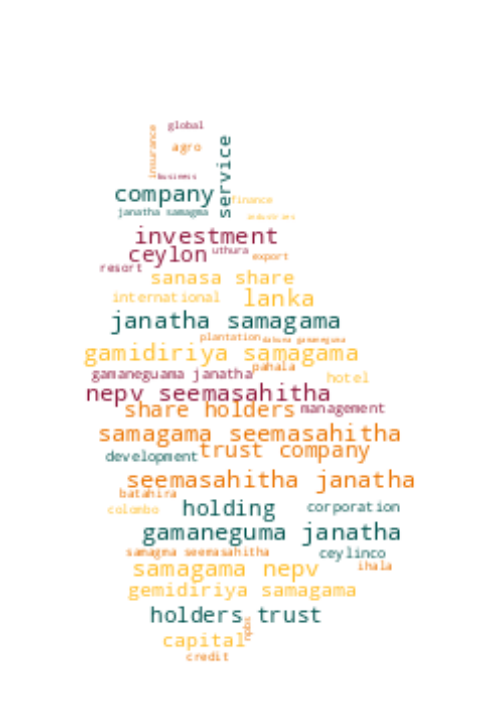 global
insurance
agro
service
business
company
finance
janatha samagma
industries
investment
uthura
ceylon
export
resort
sanasa share
international
lanka
janatha samagama
plantation
dakuna gamaneguma
gamidiriya samagama
pahala
gamaneguama janatha
hotel
nepv seemasahitha
share holders
management
samagama seemasahitha
trust company
development
seemasahitha janatha
batahira
holding
corporation
colombo
gamaneguma janatha
samagma seemasahitha
ceylinco
samagama nepv
ihala
gemidiriya samagama
holders trust
npbs
capital
credit